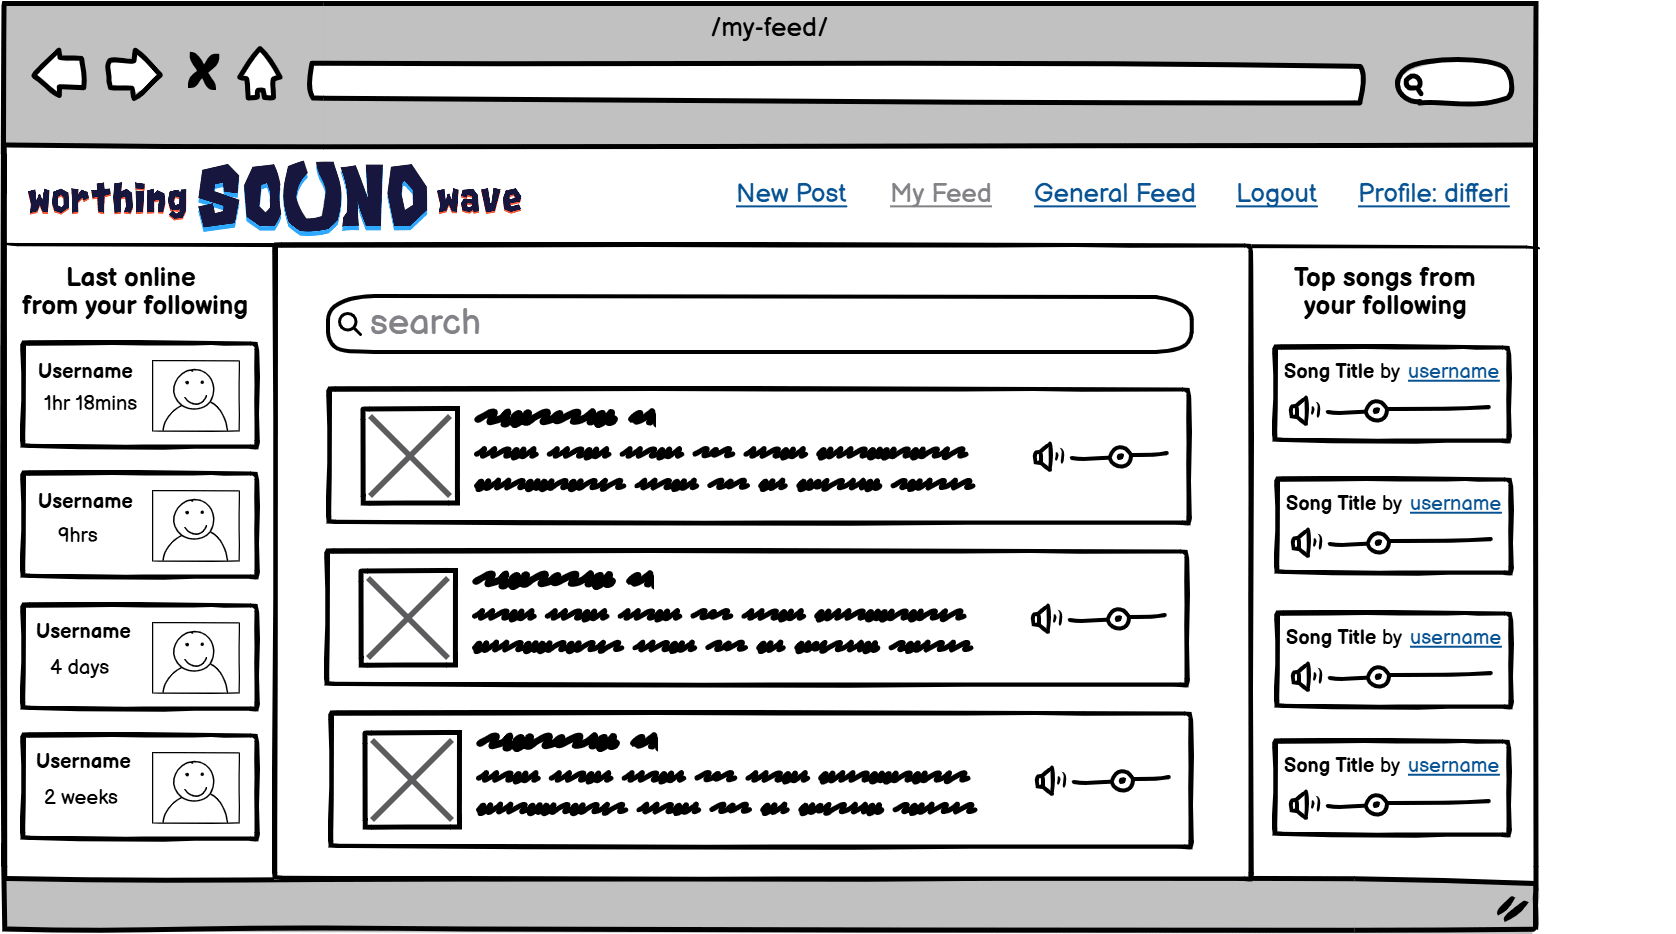 /my-feed/
worthing SOUND wave
New Post My Feed General Feed Logout Profile: differi
Last online
from your following
Username
1hr 18mins
Username
9hrs
Username
4 days
Username
2 weeks
search
Top songs from
your following
Song Title by username
Song Title by username
Song Title by username
Song Title by username